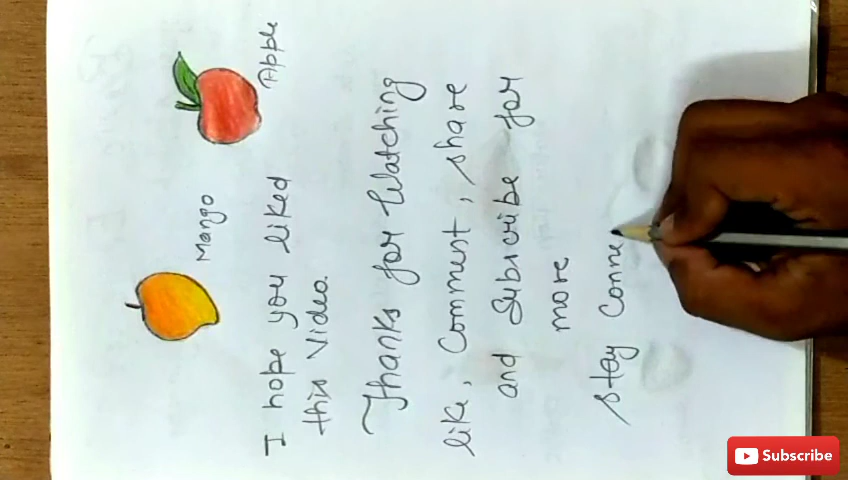 Mango
Apple
I hope you liked
this video.
Thanks for Watching
like, Comment, share
and Subscribe for
more
stay Conne
Subscribe